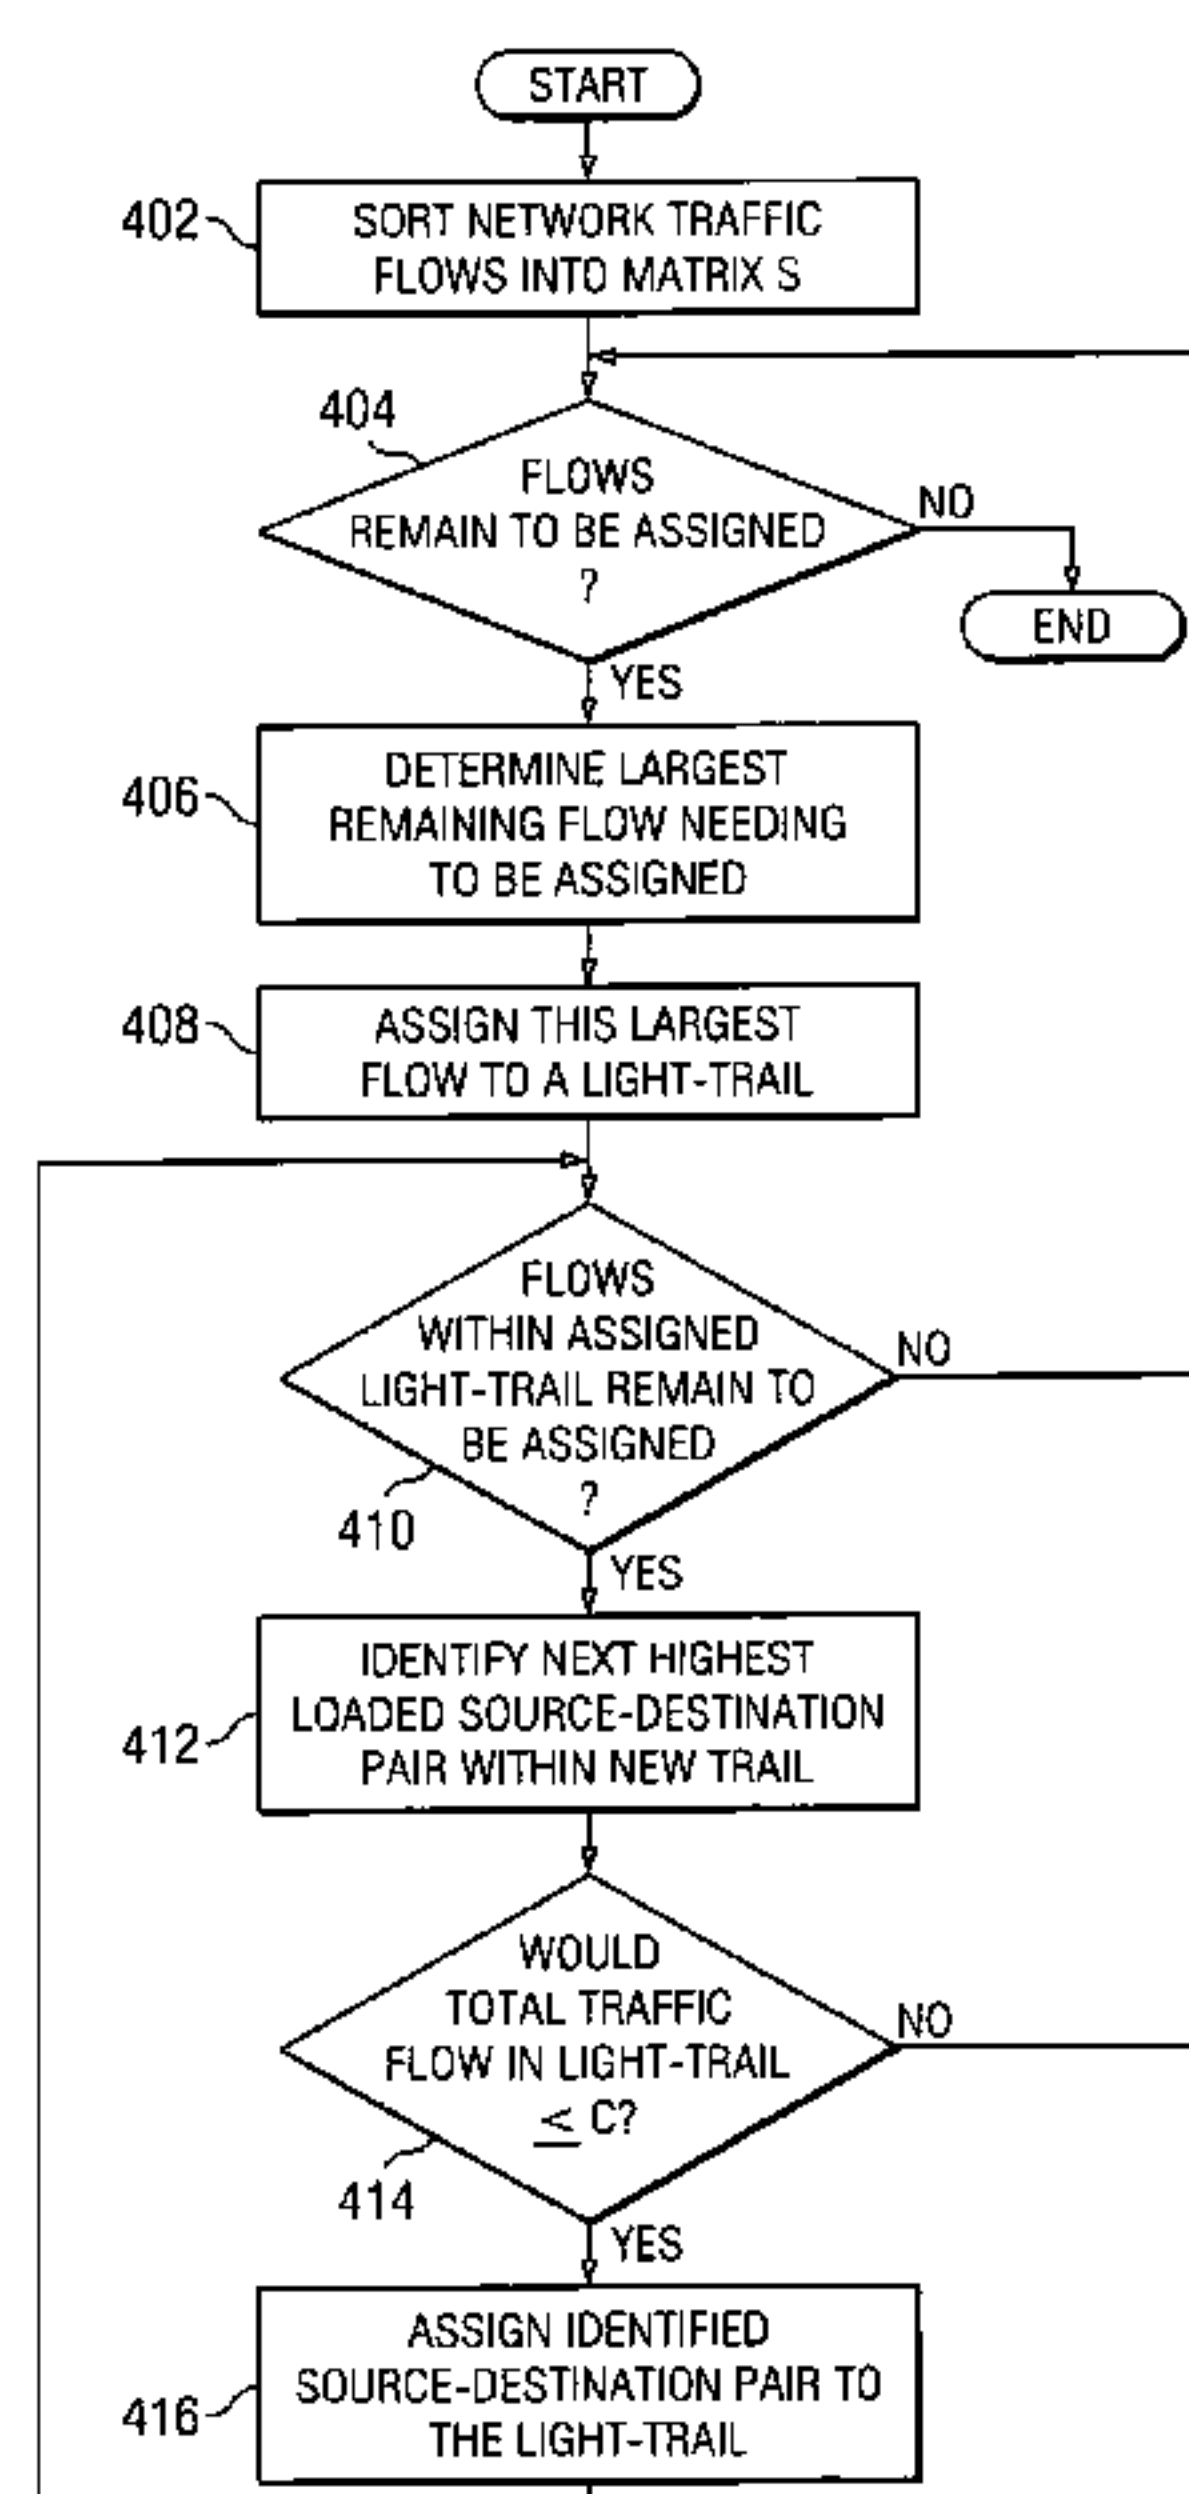 START
402
SORT NETWORK TRAFFIC
FLOWS INTO MATRIX S
404
FLOWS
REMAIN TO BE ASSIGNED
?
NO
END
YES
406
DETERMINE LARGEST
REMAINING FLOW NEEDING
TO BE ASSIGNED
408
ASSIGN THIS LARGEST
FLOW TO A LIGHT-TRAIL
FLOWS
WITHIN ASSIGNED
LIGHT-TRAIL REMAIN TO
BE ASSIGNED
?
NO
410
YES
IDENTIFY NEXT HIGHEST
LOADED SOURCE-DESTINATION
PAIR WITHIN NEW TRAIL
412
WOULD
TOTAL TRAFFIC
FLOW IN LIGHT-TRAIL
≤ C?
NO
414
YES
ASSIGN IDENTIFIED
SOURCE-DESTINATION PAIR TO
THE LIGHT-TRAIL
416